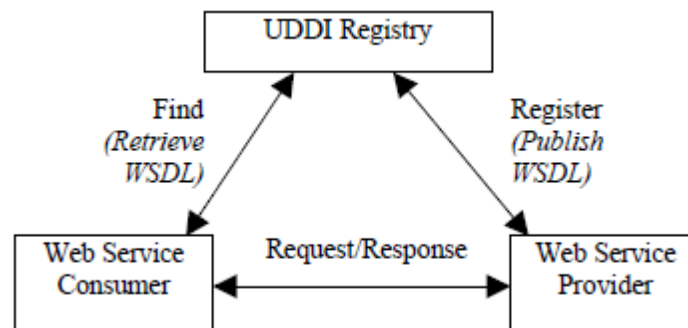 UDDI Registry
Find
(Retrieve
WSDL)
Register
(Publish
WSDL)
Web Service
Consumer
Request/Response
Web Service
Provider